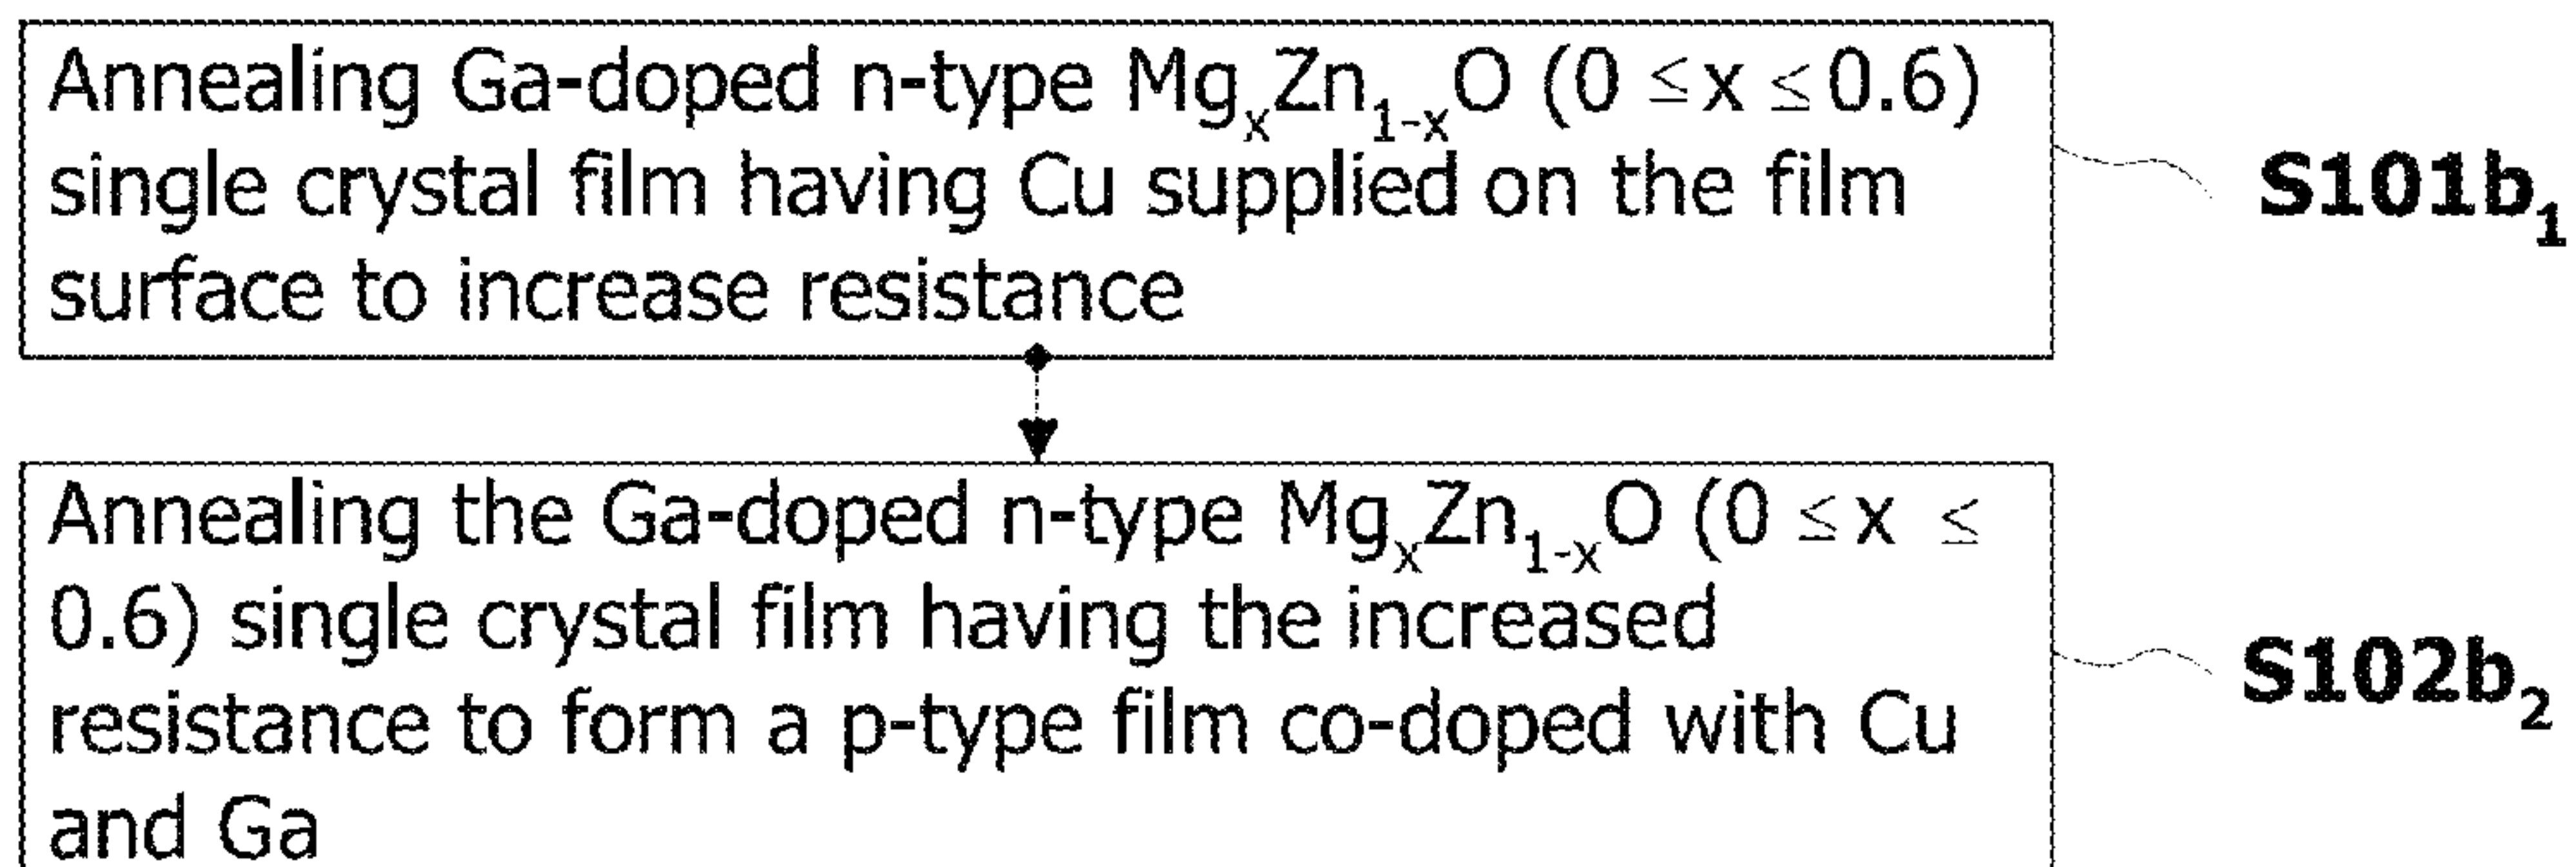 Annealing Ga-doped n-type MgₓZn₁₋ₓO (0 ≤ x ≤ 0.6)
single crystal film having Cu supplied on the film
surface to increase resistance
S101b₁
Annealing the Ga-doped n-type MgₓZn₁₋ₓO (0 ≤ x ≤
0.6) single crystal film having the increased
resistance to form a p-type film co-doped with Cu
and Ga
S102b₂